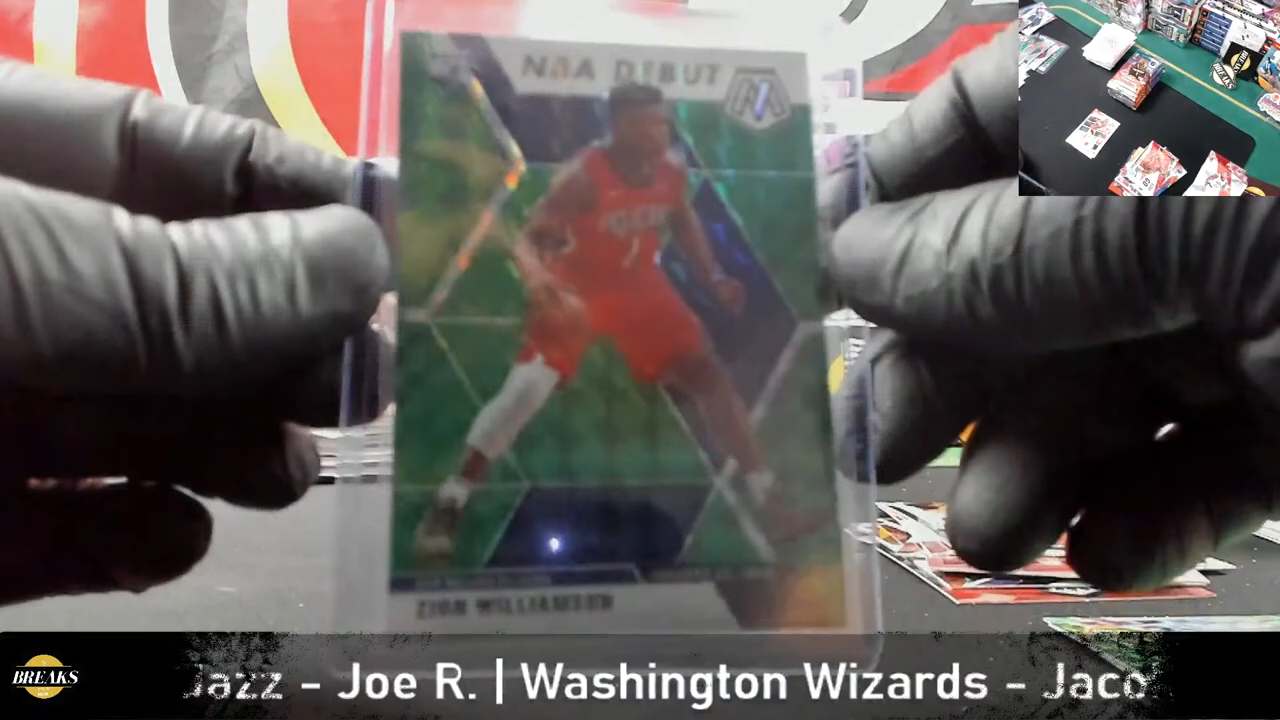 NBA DEBUT
ZION WILLIAMSON
BREAKS
Jazz - Joe R. | Washington Wizards - Jaco